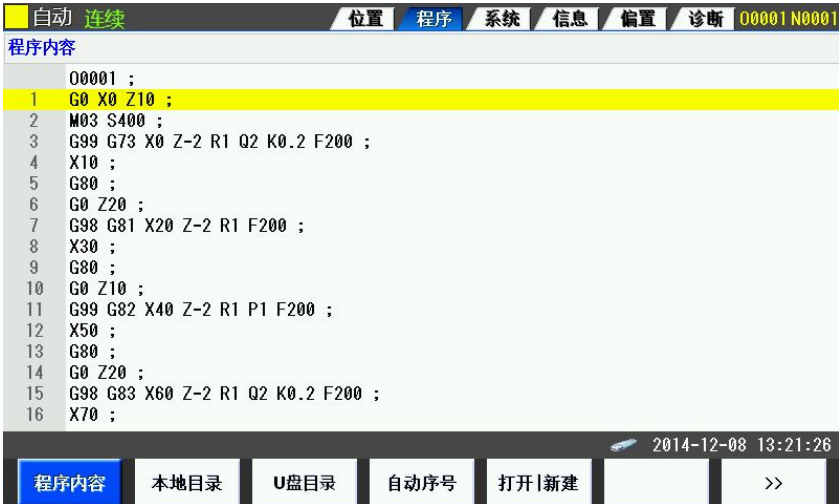 自动 连续 位置 程序 系统 信息 偏置 诊断 O0001 N0001
程序内容
O0001 ;
1 G0 X0 Z10 ;
2 M03 S400 ;
3 G99 G73 X0 Z-2 R1 Q2 K0.2 F200 ;
4 X10 ;
5 G80 ;
6 G0 Z20 ;
7 G98 G81 X20 Z-2 R1 F200 ;
8 X30 ;
9 G80 ;
10 G0 Z10 ;
11 G99 G82 X40 Z-2 R1 P1 F200 ;
12 X50 ;
13 G80 ;
14 G0 Z20 ;
15 G98 G83 X60 Z-2 R1 Q2 K0.2 F200 ;
16 X70 ;
2014-12-08 13:21:26
程序内容 本地目录 U盘目录 自动序号 打开|新建 >>